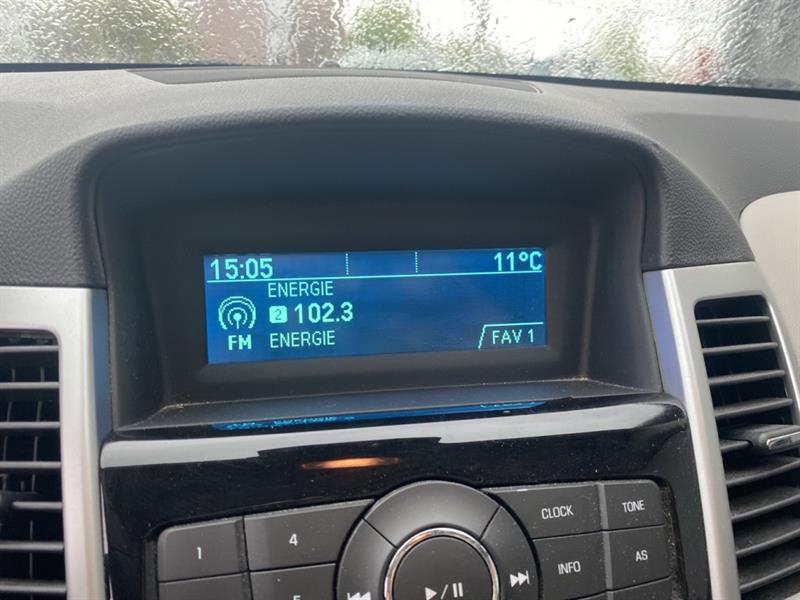 15:05 11°C
ENERGIE
2 102.3
FM ENERGIE FAV 1
1 4 CLOCK TONE
INFO AS